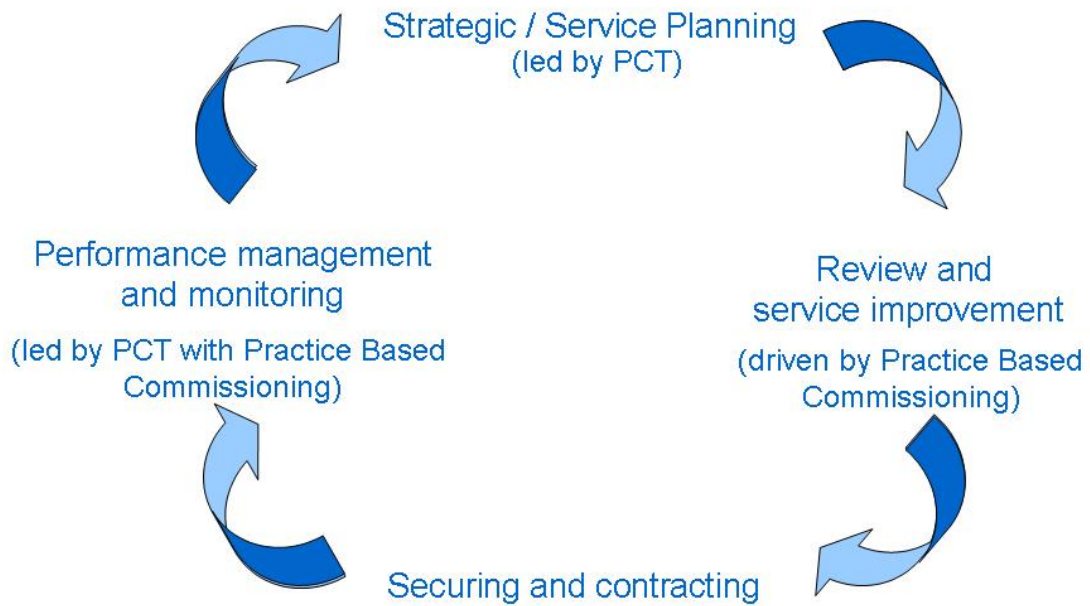 Strategic / Service Planning
(led by PCT)
Review and
service improvement
(driven by Practice Based
Commissioning)
Securing and contracting
Performance management
and monitoring
(led by PCT with Practice Based
Commissioning)